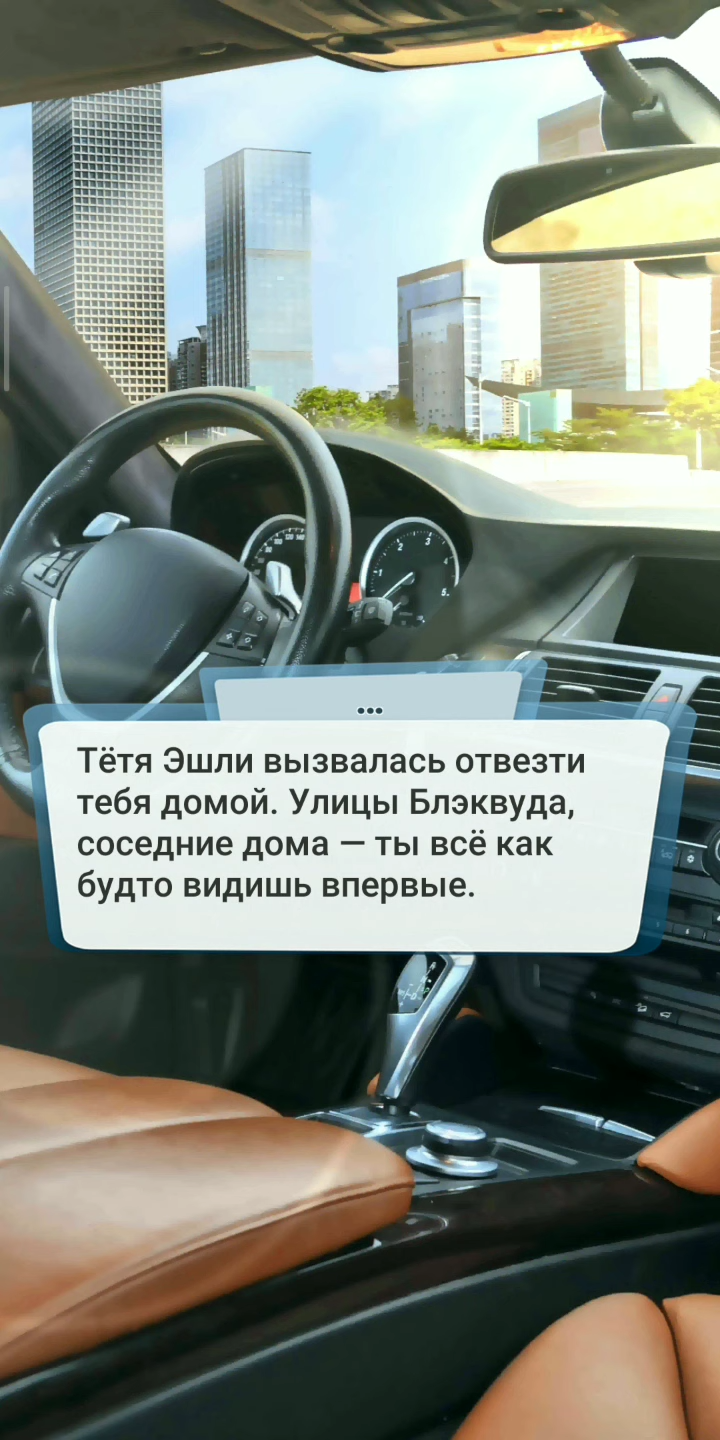 •••
Тётя Эшли вызвалась отвезти
тебя домой. Улицы Блэквуда,
соседние дома — ты всё как
будто видишь впервые.